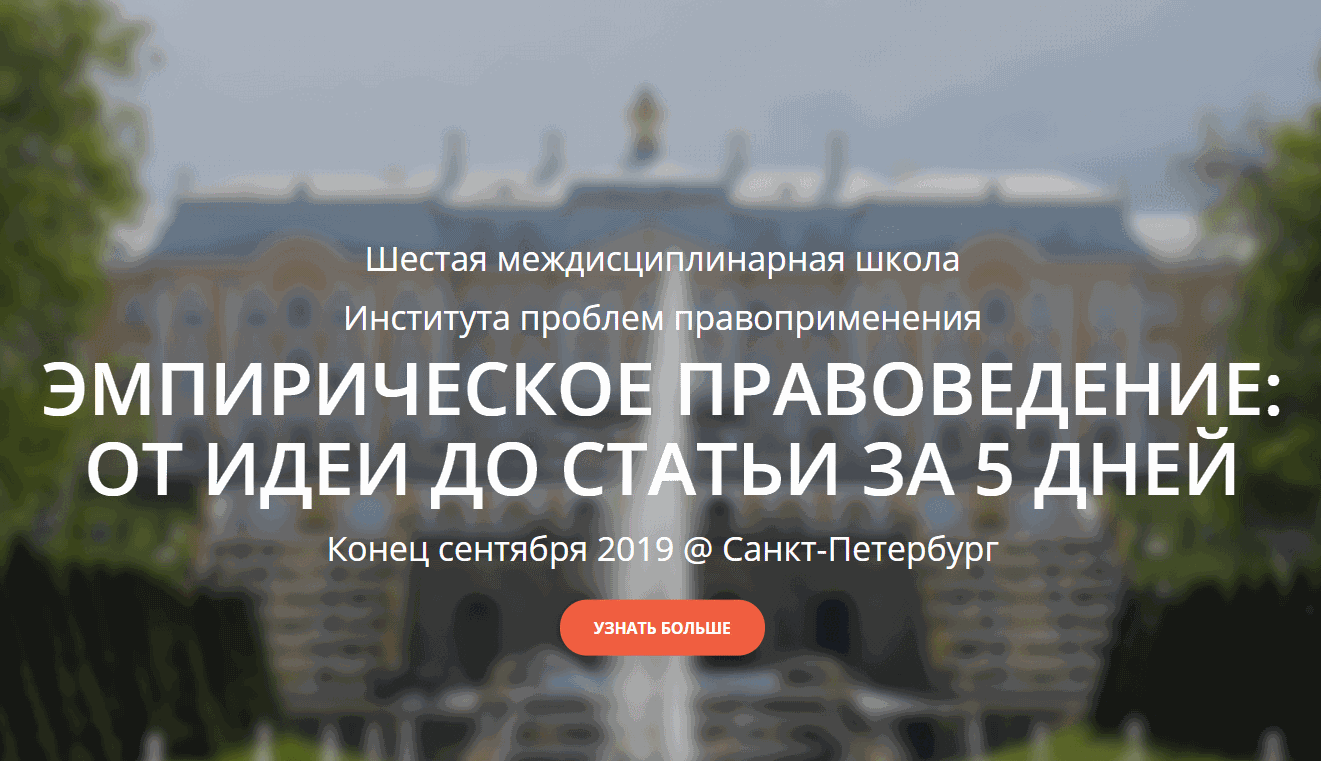 Шестая междисциплинарная школа
Института проблем правоприменения
ЭМПИРИЧЕСКОЕ ПРАВОВЕДЕНИЕ:
ОТ ИДЕИ ДО СТАТЬИ ЗА 5 ДНЕЙ
Конец сентября 2019 @ Санкт-Петербург
УЗНАТЬ БОЛЬШЕ